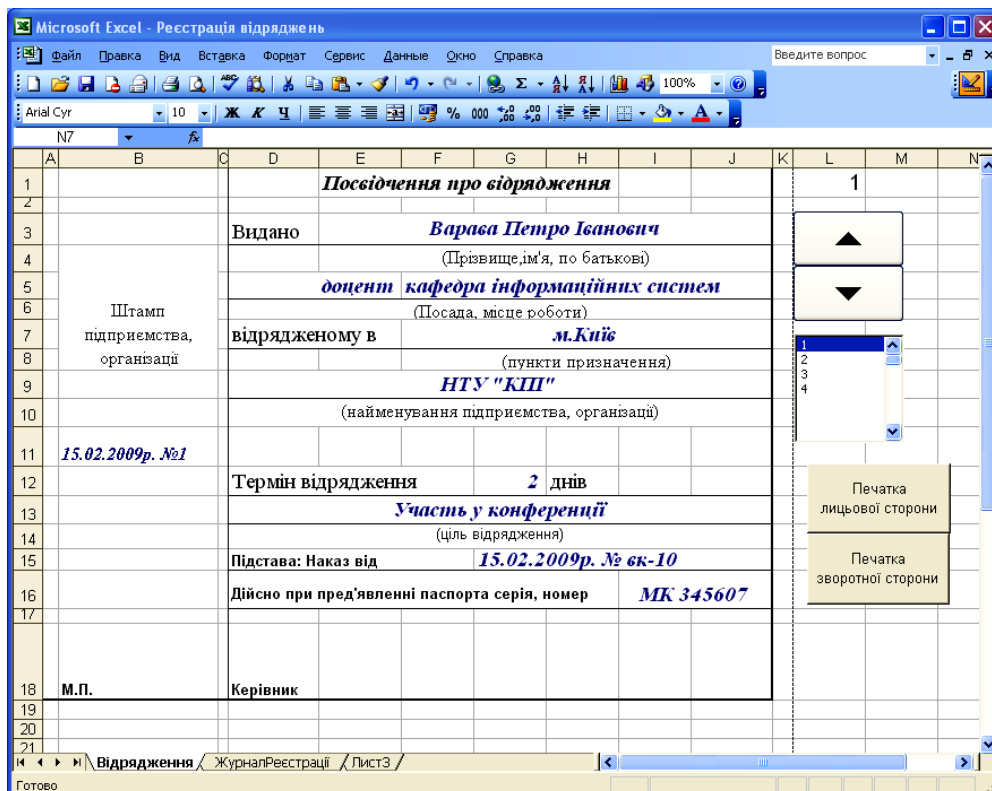 Microsoft Excel - Реєстрація відряджень
Файл Правка Вид Вставка Формат Сервис Данные Окно Справка Введите вопрос
100%
Arial Cyr 10 Ж К Ч % 000
N7 fx
A B C D E F G H I J K L M N
1 Посвідчення про відрядження 1
2
3 Видано Варава Петро Іванович
4 (Прізвище,ім'я, по батькові)
5 доцент кафедра інформаційних систем
6 Штамп (Посада, місце роботи)
7 підприємства, відрядженому в м.Київ
8 організації (пункти призначення)
9 НТУ "КПІ"
10 (найменування підприємства, організації)
11 15.02.2009р. №1
12 Термін відрядження 2 днів
13 Участь у конференції
14 (ціль відрядження)
15 Підстава: Наказ від 15.02.2009р. № вк-10
16 Дійсно при пред'явленні паспорта серія, номер МК 345607
17
18 М.П. Керівник
19
20
21
1
2
3
4
Печатка
лицьової сторони
Печатка
зворотної сторони
Відрядження ЖурналРеєстрації Лист3
Готово